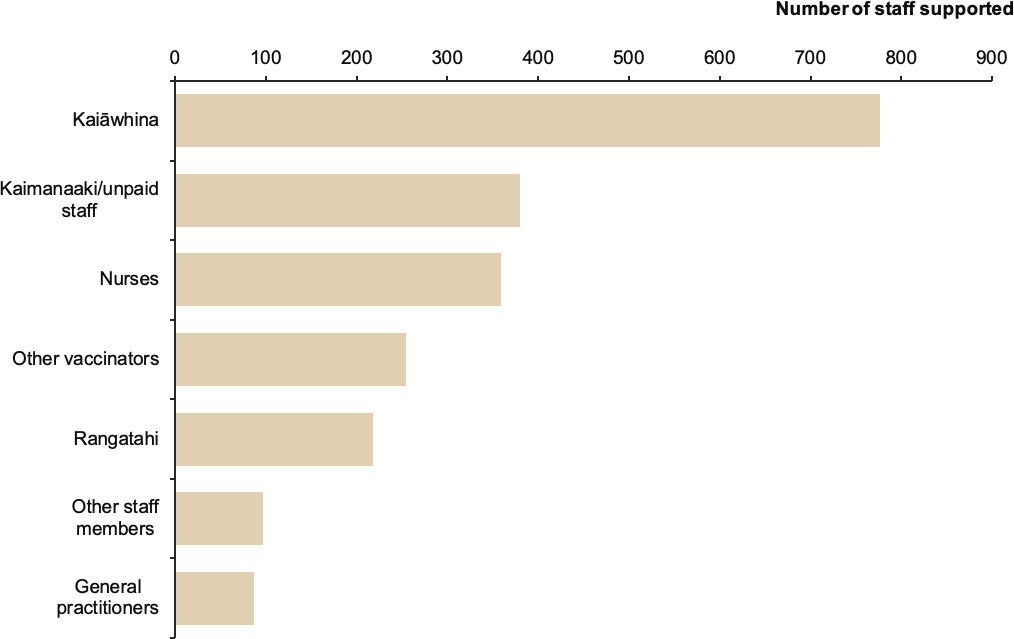 Number of staff supported
0 100 200 300 400 500 600 700 800 900
Kaiāwhina
Kaimanaaki/unpaid
staff
Nurses
Other vaccinators
Rangatahi
Other staff
members
General
practitioners